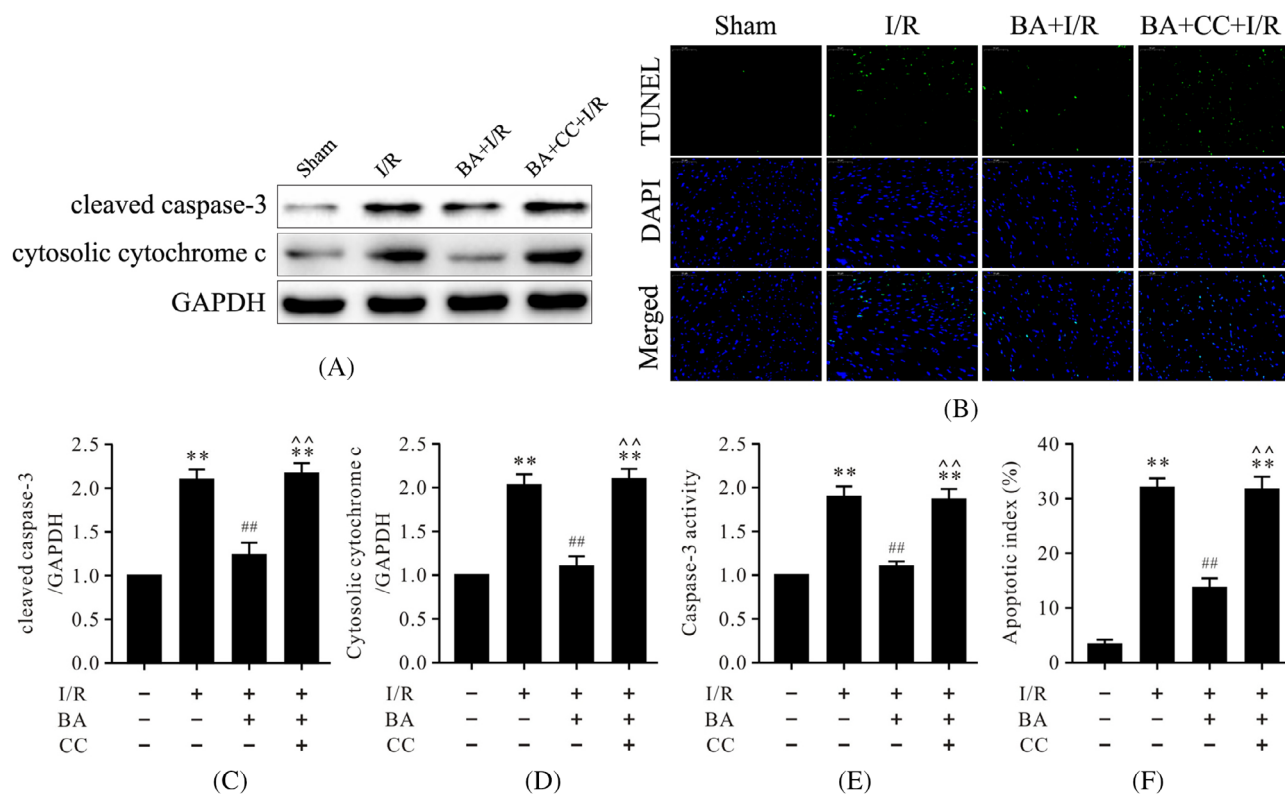 Sham
I/R
BA+I/R
BA+CC+I/R
cleaved caspase-3
cytosolic cytochrome c
GAPDH
(A)
Sham I/R BA+I/R BA+CC+I/R
TUNEL
DAPI
Merged
(B)
cleaved caspase-3
/GAPDH
2.5
2.0
1.5
1.0
0.5
0.0
**
##
^^
**
I/R − + + +
BA − − + +
CC − − − +
(C)
Cytosolic cytochrome c
/GAPDH
2.5
2.0
1.5
1.0
0.5
0.0
**
##
^^
**
I/R − + + +
BA − − + +
CC − − − +
(D)
Caspase-3 activity
2.5
2.0
1.5
1.0
0.5
0.0
**
##
^^
**
I/R − + + +
BA − − + +
CC − − − +
(E)
Apoptotic index (%)
40
30
20
10
0
**
##
^^
**
I/R − + + +
BA − − + +
CC − − − +
(F)